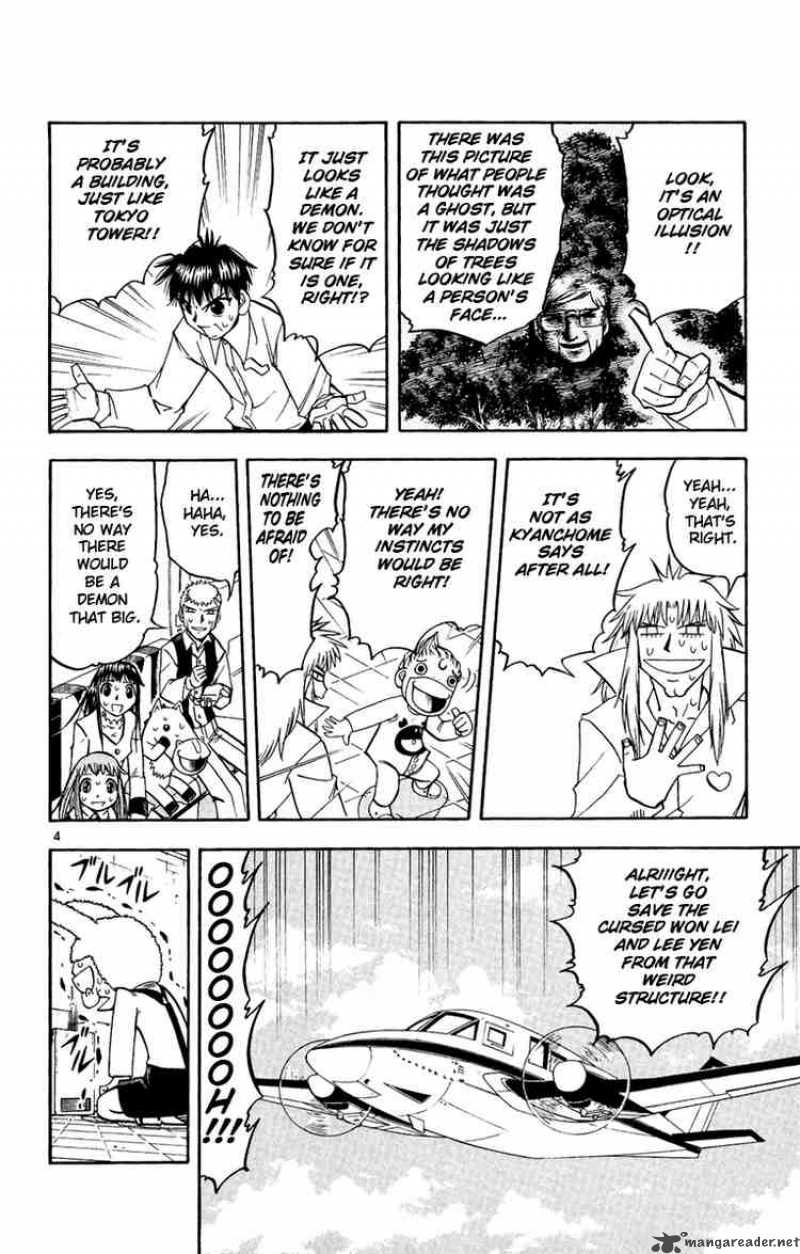 LOOK,
IT'S AN
OPTICAL
ILLUSION
!!
THERE WAS
THIS PICTURE
OF WHAT PEOPLE
THOUGHT WAS
A GHOST, BUT
IT WAS JUST
THE SHADOWS
OF TREES
LOOKING LIKE
A PERSON'S
FACE...
IT JUST
LOOKS
LIKE A
DEMON.
WE DON'T
KNOW FOR
SURE IF IT
IS ONE,
RIGHT!?
IT'S
PROBABLY
A BUILDING,
JUST LIKE
TOKYO
TOWER!!
YEAH...
YEAH,
THAT'S
RIGHT.
IT'S
NOT AS
KYANCHOME
SAYS
AFTER ALL!
YEAH!
THERE'S NO
WAY MY
INSTINCTS
WOULD BE
RIGHT!
THERE'S
NOTHING
TO BE
AFRAID
OF!
HA...
HAHA,
YES.
YES,
THERE'S
NO WAY
THERE
WOULD
BE A
DEMON
THAT BIG.
4
ALRIIIGHT,
LET'S GO
SAVE THE
CURSED WON LEI
AND LEE YEN
FROM THAT
WEIRD
STRUCTURE!!
OOOOOOOOOOH!!!
ブルブル
ブルブル
mangareader.net